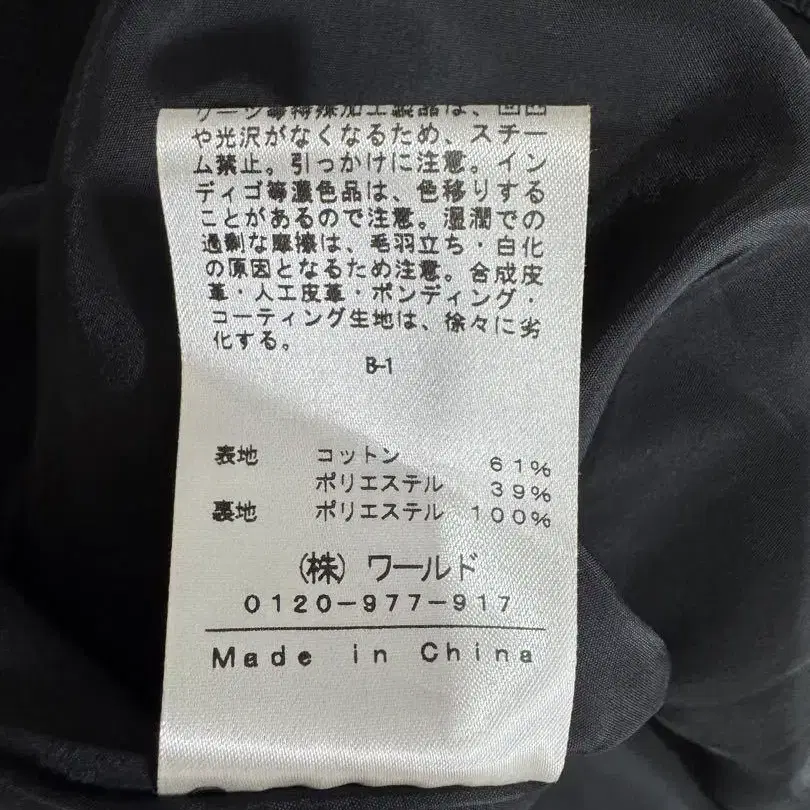 や光沢がなくなるため、スチー
ム禁止。引っかけに注意。イン
ディゴ等濃色品は、色移りする
ことがあるので注意。湿潤での
過剰な摩擦は、毛羽立ち・白化
の原因となるため注意。合成皮
革・人工皮革・ボンディング・
コーティング生地は、徐々に劣
化する。
B-1
表地 コットン 61%
ポリエステル 39%
裏地 ポリエステル 100%
(株) ワールド
0120-977-917
Made in China